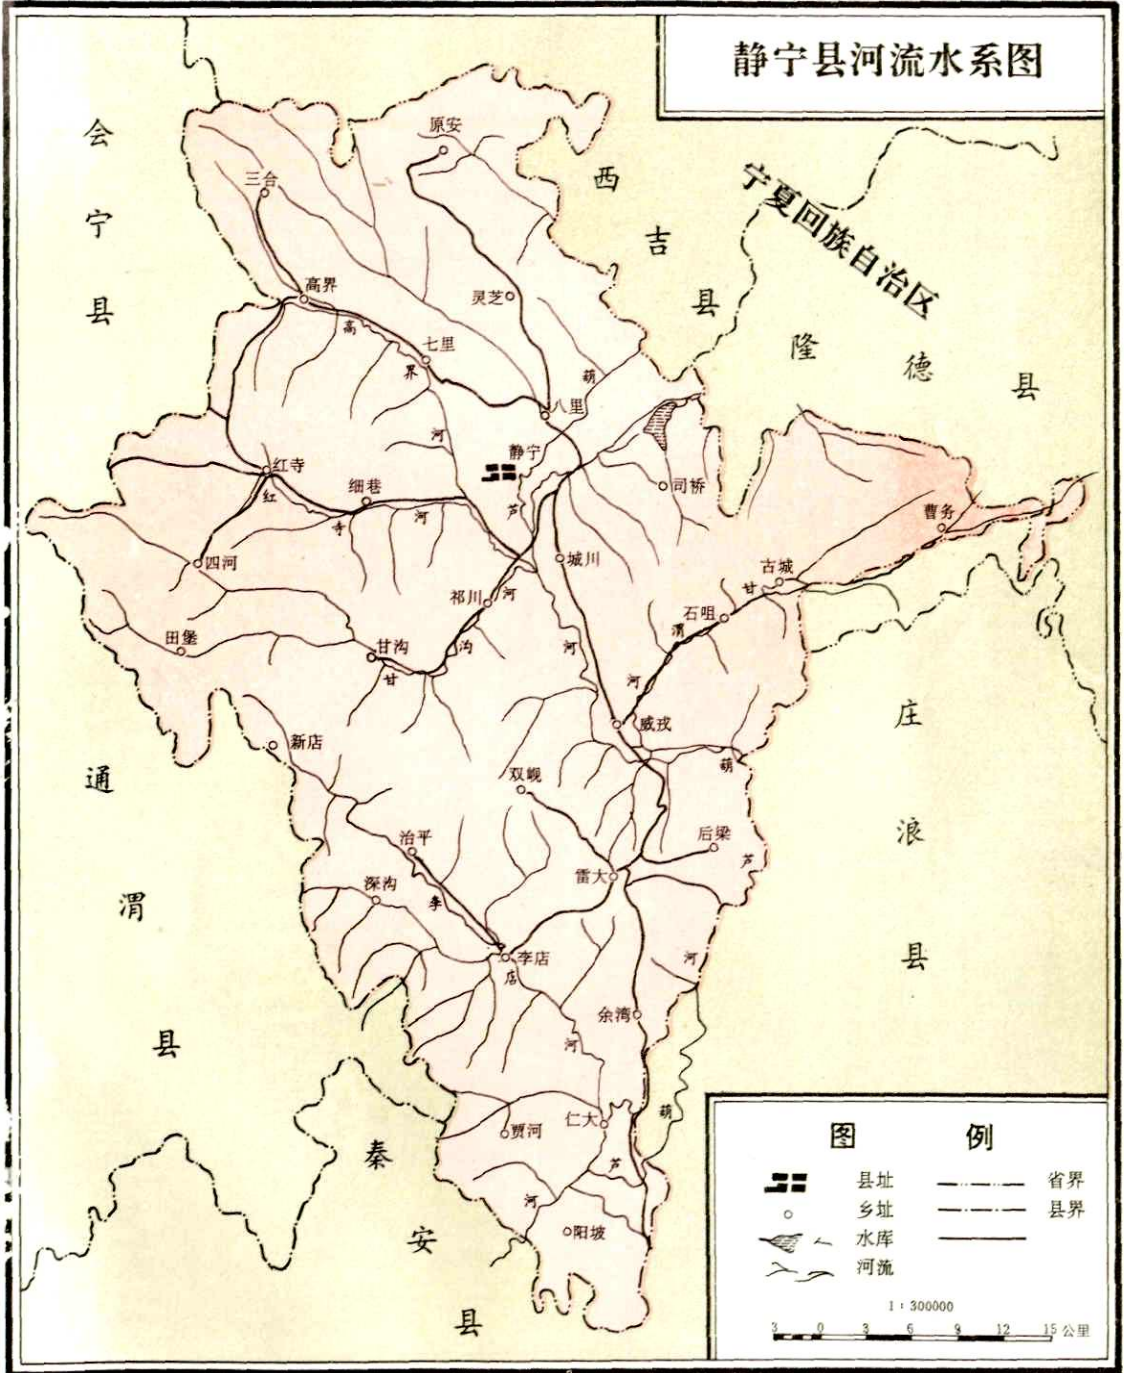 静宁县河流水系图
会宁县
西吉县
宁夏回族自治区
隆德县
原安
三合
高界
灵芝
高
七里
界
葫
八里
河
静宁
红寺
红
细巷
司桥
寺
河
芦
曹务
四河
城川
古城
甘
祁川
河
石咀
渭
田堡
甘沟
沟
河
甘
河
庄浪县
新店
威戎
葫
通渭县
双岘
治平
后梁
芦
深沟
雷大
李
李店
店
河
余湾
河
葫
贾河
仁大
芦
秦安县
河
阳坡
图例
县址
省界
乡址
县界
水库
河流
1:300000
3 0 3 6 9 12 15公里